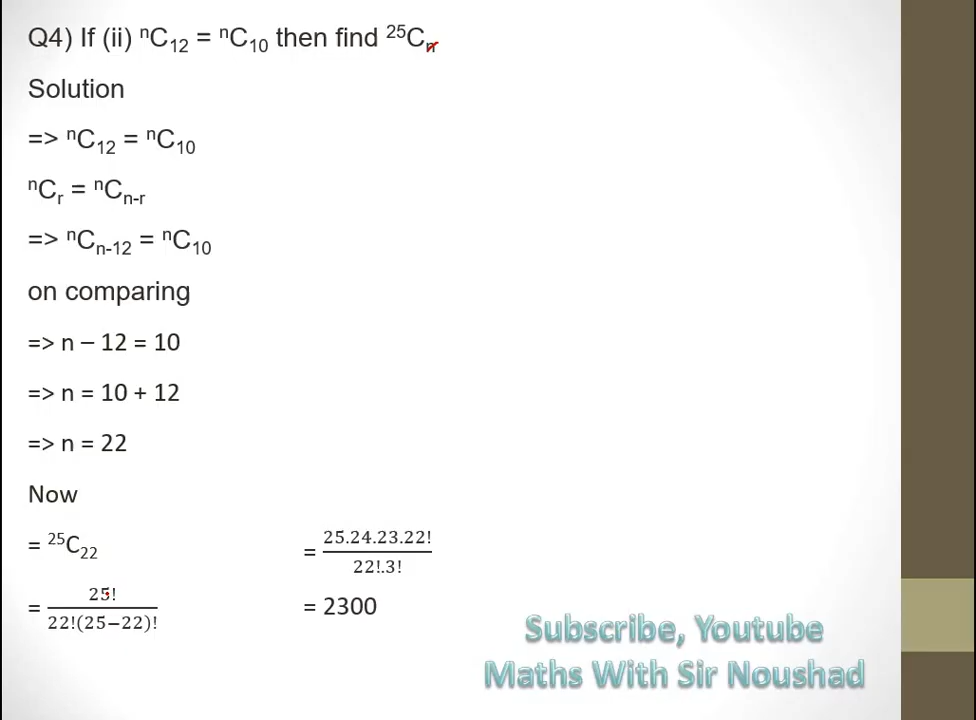 Q4) If (ii) ⁿC₁₂ = ⁿC₁₀ then find ²⁵Cₙ
Solution
=> ⁿC₁₂ = ⁿC₁₀
ⁿCᵣ = ⁿCₙ₋ᵣ
=> ⁿCₙ₋₁₂ = ⁿC₁₀
on comparing
=> n – 12 = 10
=> n = 10 + 12
=> n = 22
Now
= ²⁵C₂₂
= 25!/22!(25−22)!
= 25.24.23.22!/22!.3!
= 2300
Subscribe, Youtube
Maths With Sir Noushad